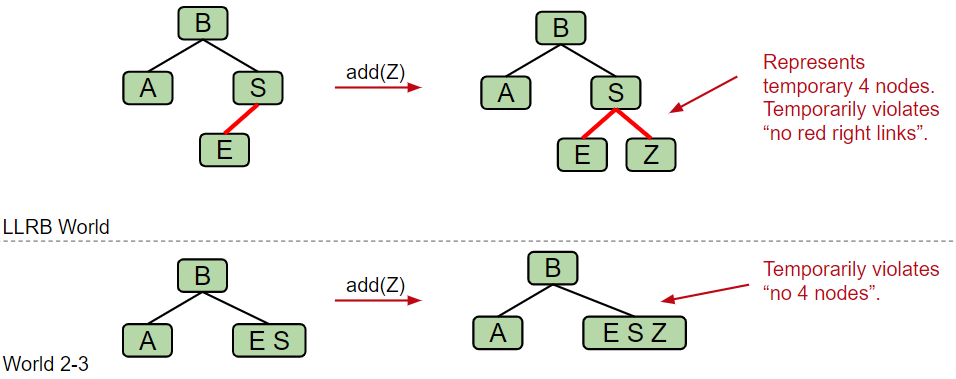 B
A
S
E
add(Z)
B
A
S
E
Z
Represents
temporary 4 nodes.
Temporarily violates
“no red right links”.
LLRB World
B
A
E S
add(Z)
B
A
E S Z
Temporarily violates
“no 4 nodes”.
World 2-3